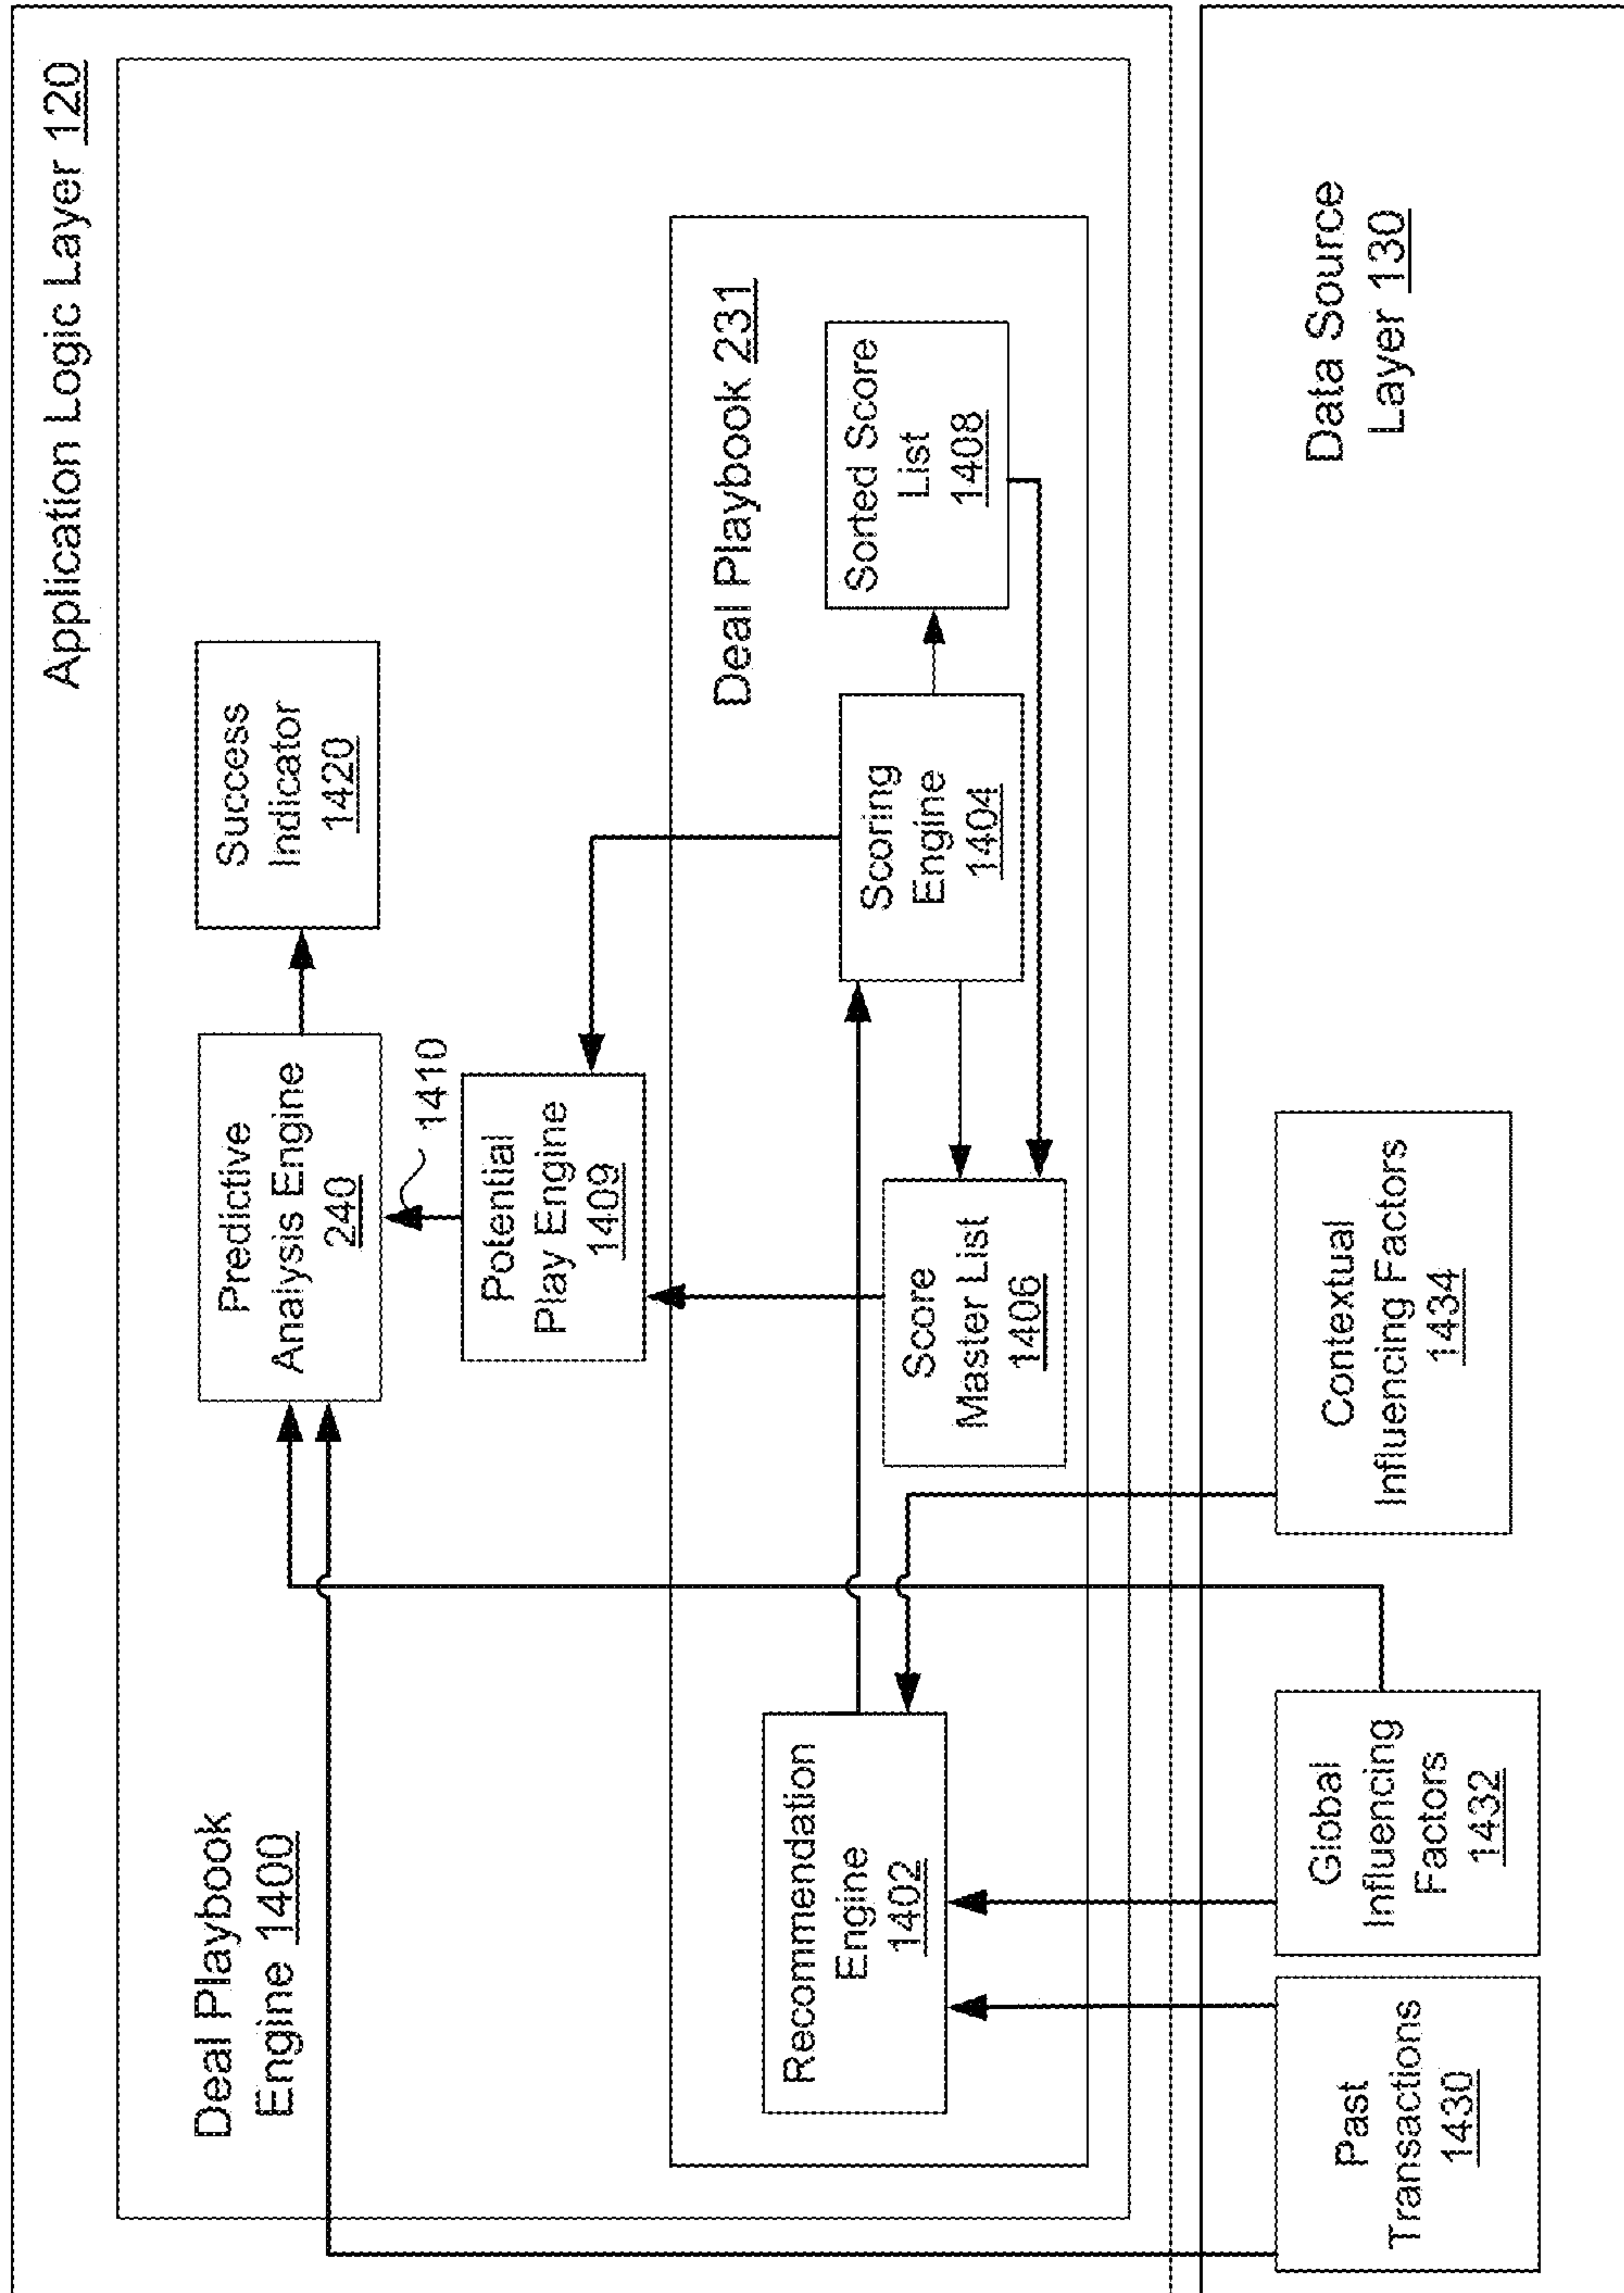 Application Logic Layer 120
Deal Playbook
Engine 1400
Predictive
Analysis Engine
240
Success
Indicator
1420
1410
Potential
Play Engine
1409
Deal Playbook 231
Recommendation
Engine
1402
Score
Master List
1406
Scoring
Engine
1404
Sorted Score
List
1408
Past
Transactions
1430
Global
Influencing
Factors
1432
Contextual
Influencing Factors
1434
Data Source
Layer 130